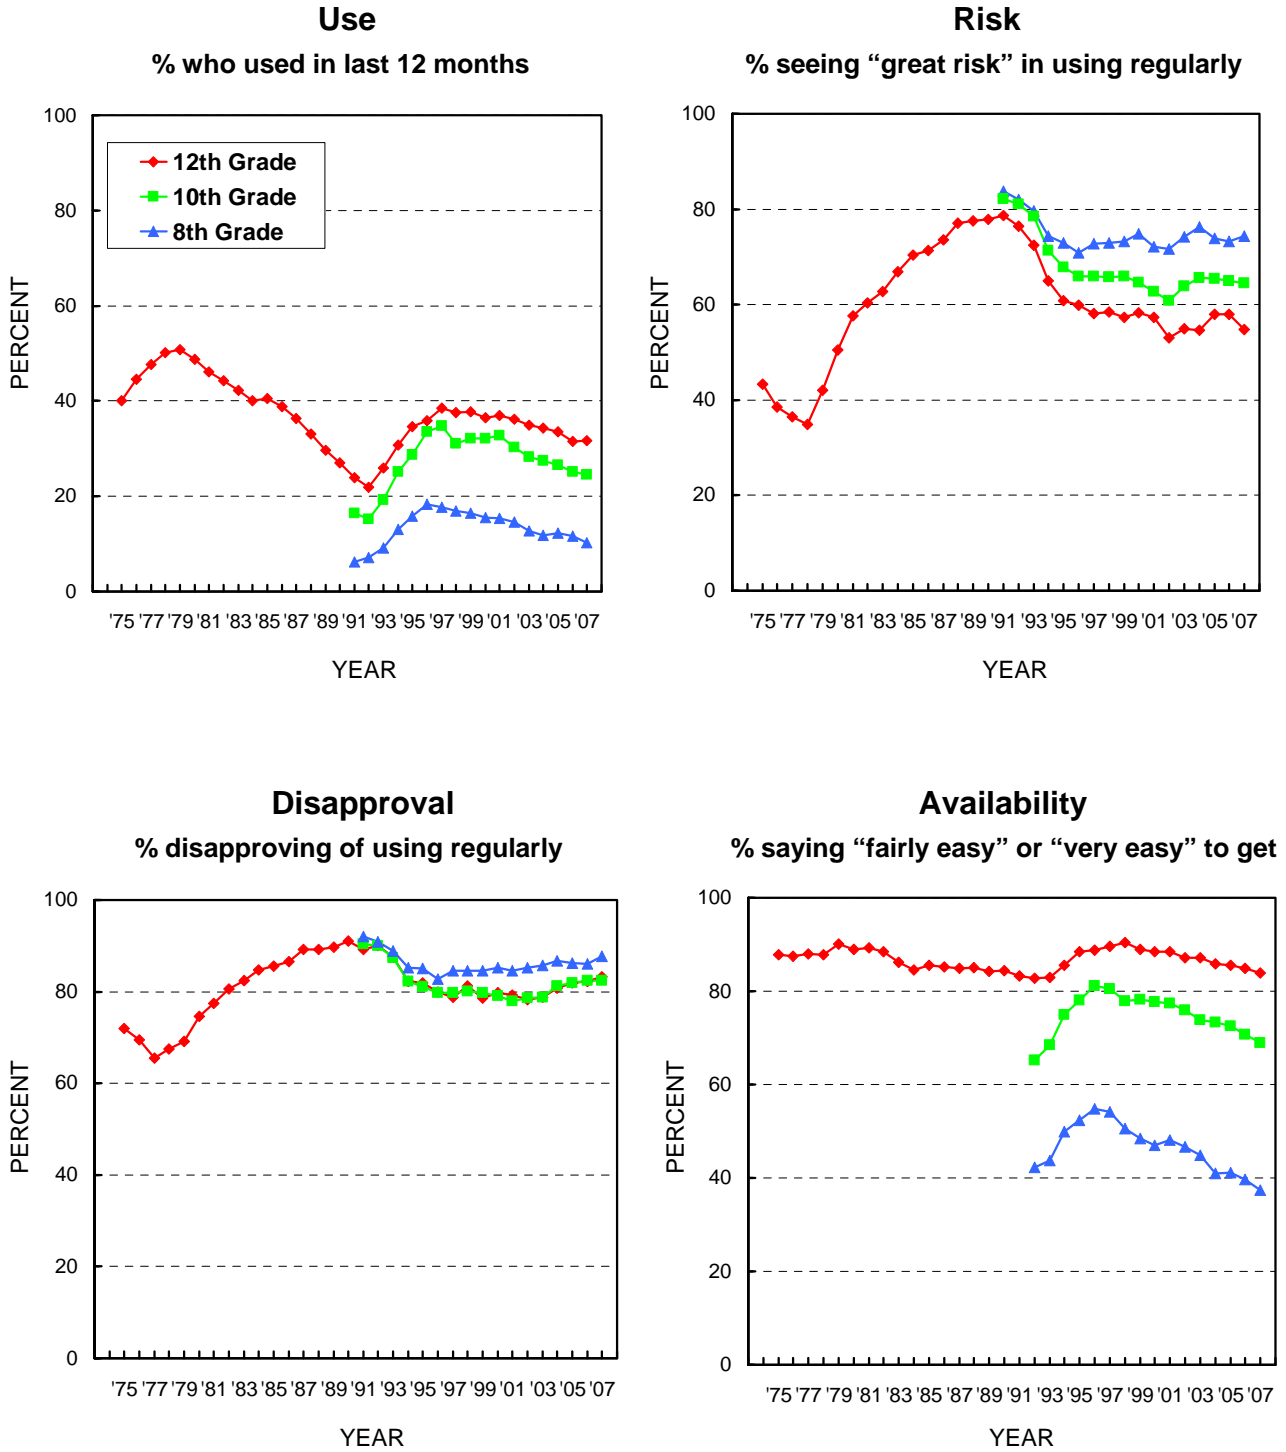 Use
% who used in last 12 months
100
80
60
40
20
0
PERCENT
12th Grade
10th Grade
8th Grade
'75 '77 '79 '81 '83 '85 '87 '89 '91 '93 '95 '97 '99 '01 '03 '05 '07
YEAR
Risk
% seeing “great risk” in using regularly
100
80
60
40
20
0
PERCENT
'75 '77 '79 '81 '83 '85 '87 '89 '91 '93 '95 '97 '99 '01 '03 '05 '07
YEAR
Disapproval
% disapproving of using regularly
100
80
60
40
20
0
PERCENT
'75 '77 '79 '81 '83 '85 '87 '89 '91 '93 '95 '97 '99 '01 '03 '05 '07
YEAR
Availability
% saying “fairly easy” or “very easy” to get
100
80
60
40
20
0
PERCENT
'75 '77 '79 '81 '83 '85 '87 '89 '91 '93 '95 '97 '99 '01 '03 '05 '07
YEAR